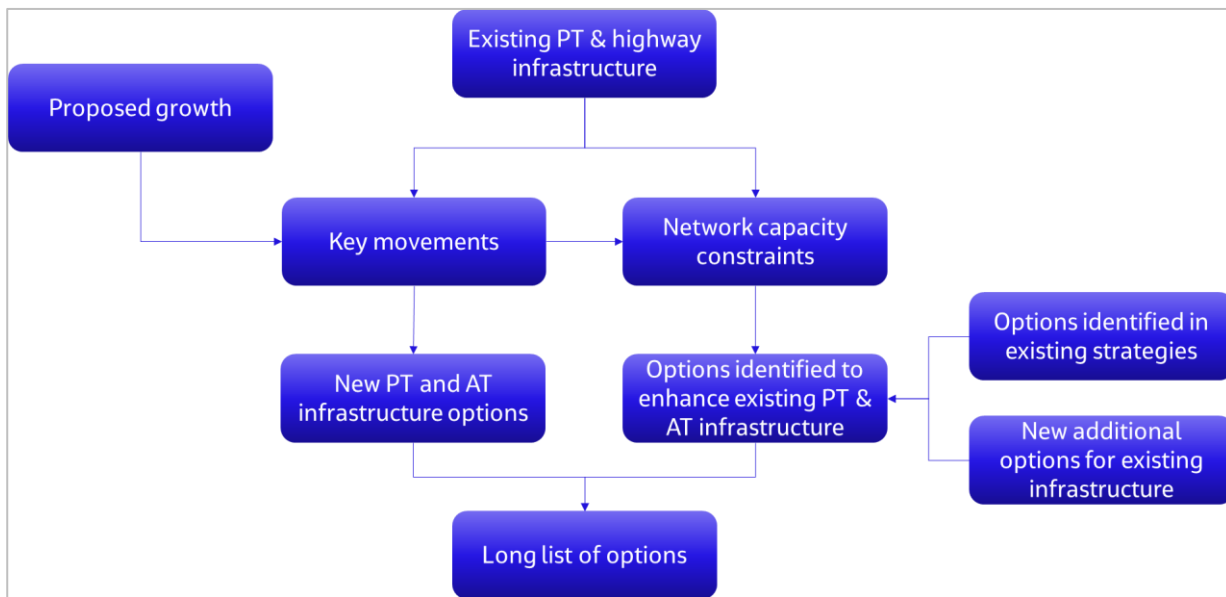 Existing PT & highway
infrastructure
Proposed growth
Key movements
Network capacity
constraints
Options identified in
existing strategies
New PT and AT
infrastructure options
Options identified to
enhance existing PT &
AT infrastructure
New additional
options for existing
infrastructure
Long list of options